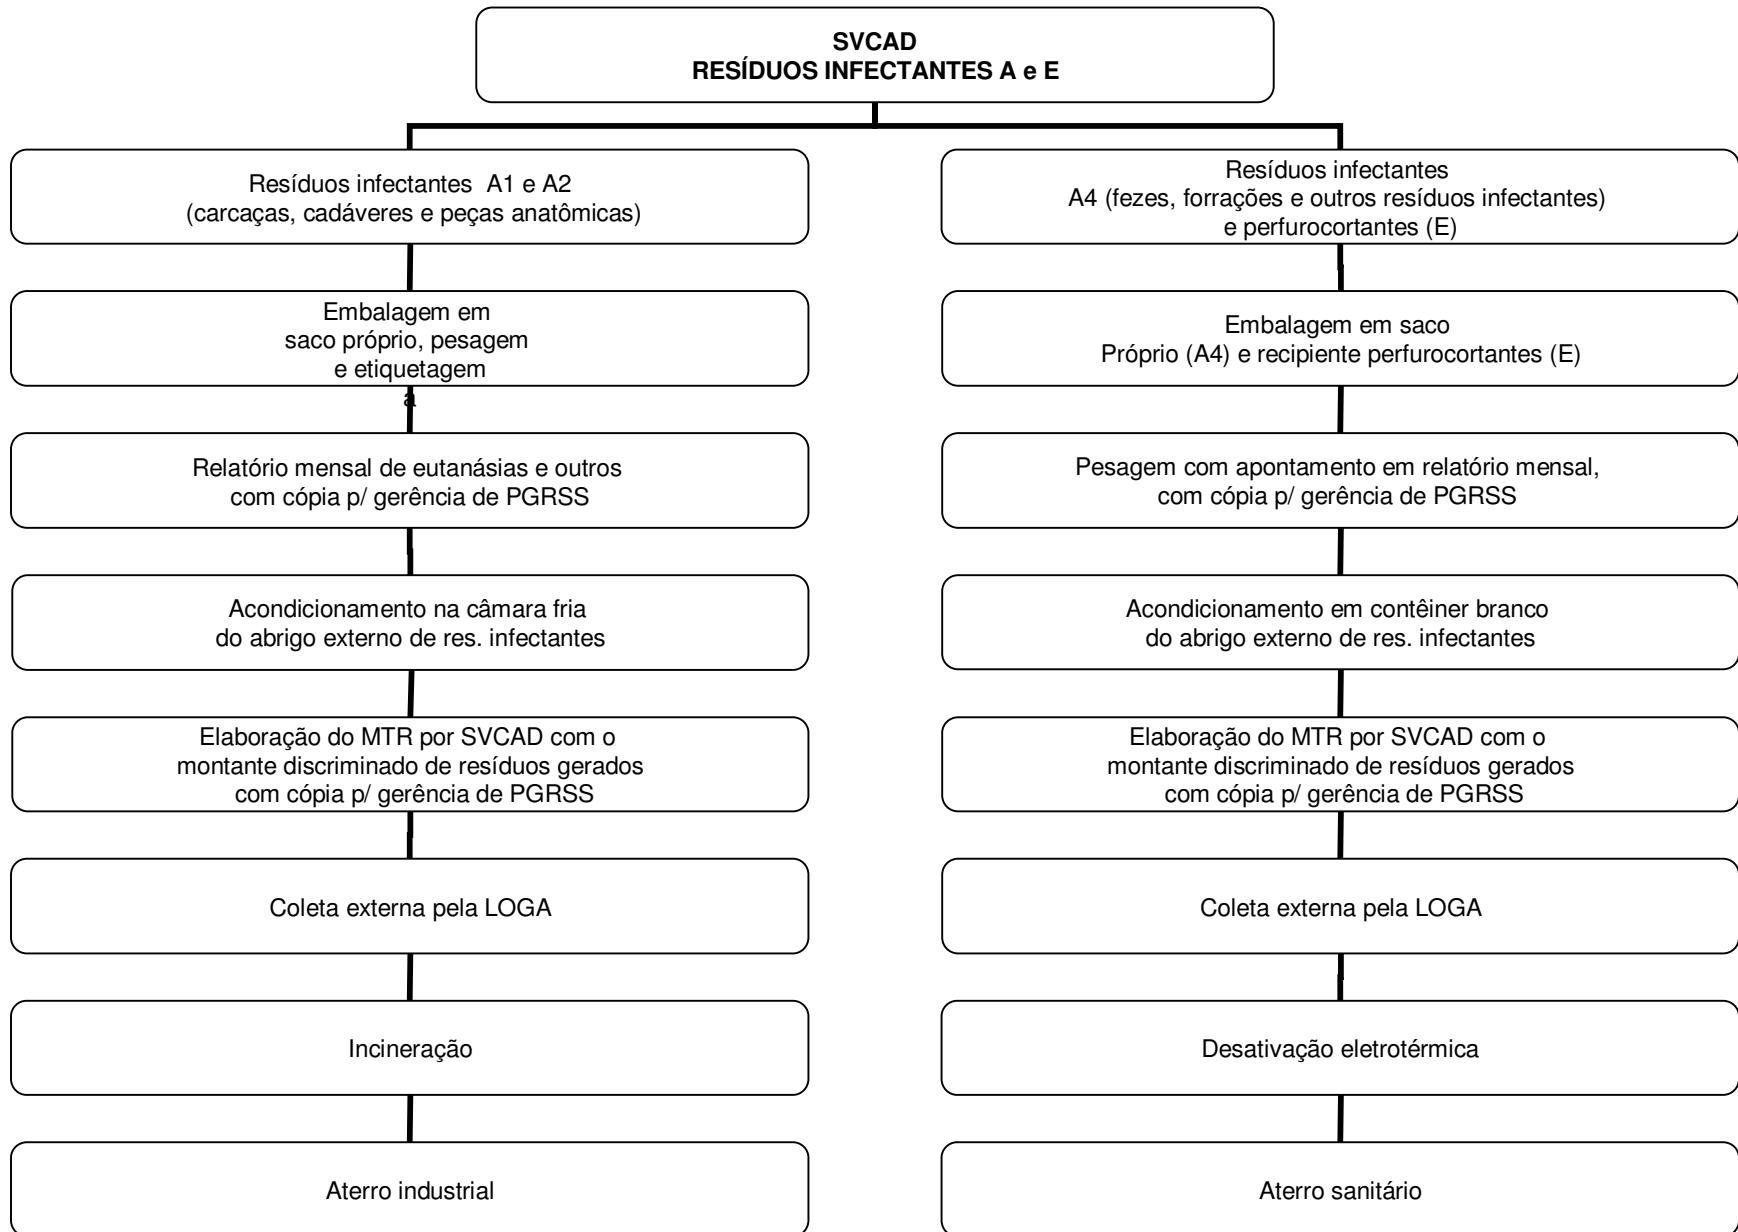 SVCAD
RESÍDUOS INFECTANTES A e E
Resíduos infectantes A1 e A2
(carcaças, cadáveres e peças anatômicas)
Embalagem em
saco próprio, pesagem
e etiquetagem
a
Relatório mensal de eutanásias e outros
com cópia p/ gerência de PGRSS
Acondicionamento na câmara fria
do abrigo externo de res. infectantes
Elaboração do MTR por SVCAD com o
montante discriminado de resíduos gerados
com cópia p/ gerência de PGRSS
Coleta externa pela LOGA
Incineração
Aterro industrial
Resíduos infectantes
A4 (fezes, forrações e outros resíduos infectantes)
e perfurocortantes (E)
Embalagem em saco
Próprio (A4) e recipiente perfurocortantes (E)
Pesagem com apontamento em relatório mensal,
com cópia p/ gerência de PGRSS
Acondicionamento em contêiner branco
do abrigo externo de res. infectantes
Elaboração do MTR por SVCAD com o
montante discriminado de resíduos gerados
com cópia p/ gerência de PGRSS
Coleta externa pela LOGA
Desativação eletrotérmica
Aterro sanitário